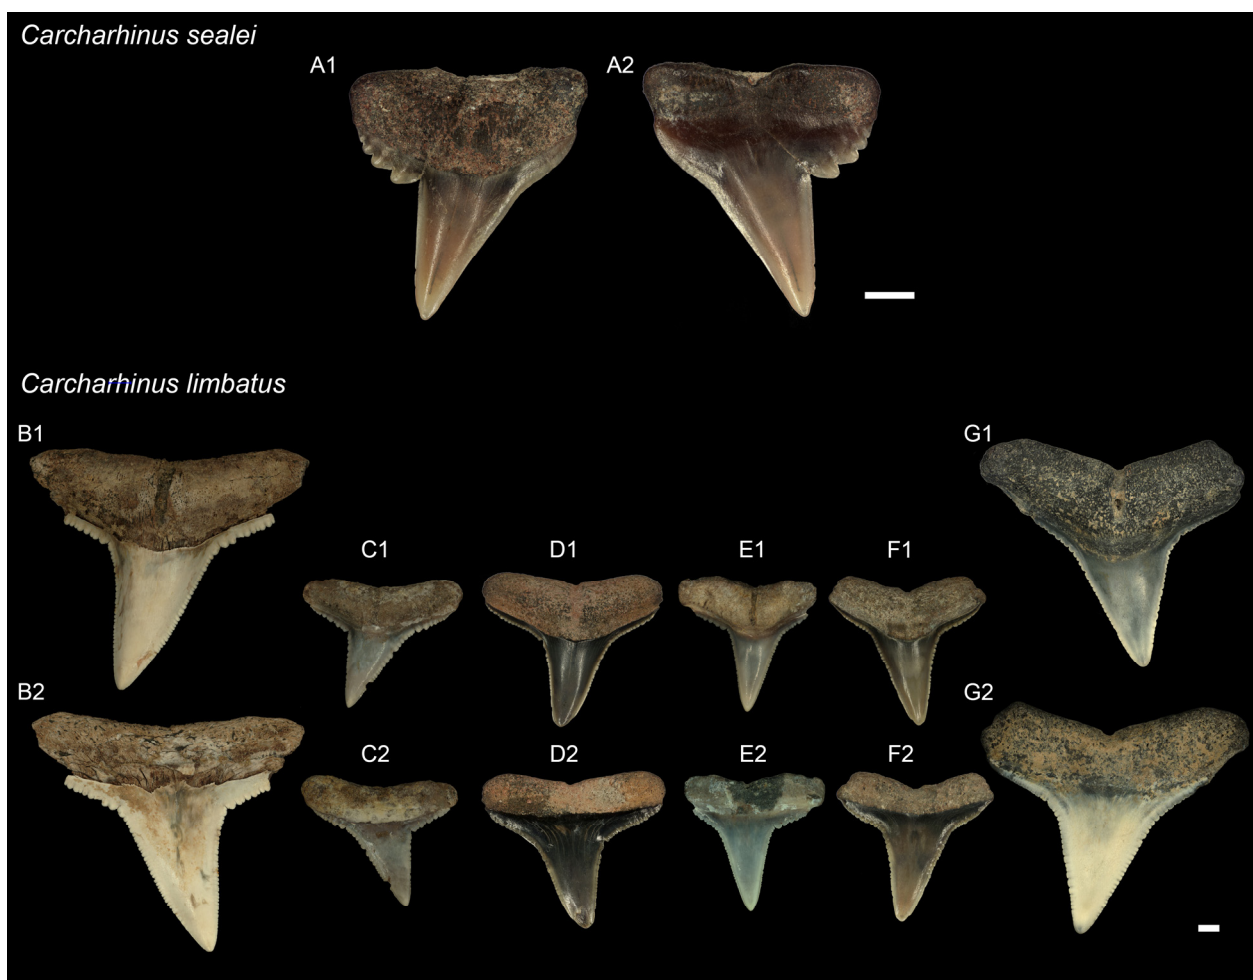 Carcharhinus sealei
A1 A2
Carcharhinus limbatus
B1 G1
C1 D1 E1 F1
B2 G2
C2 D2 E2 F2